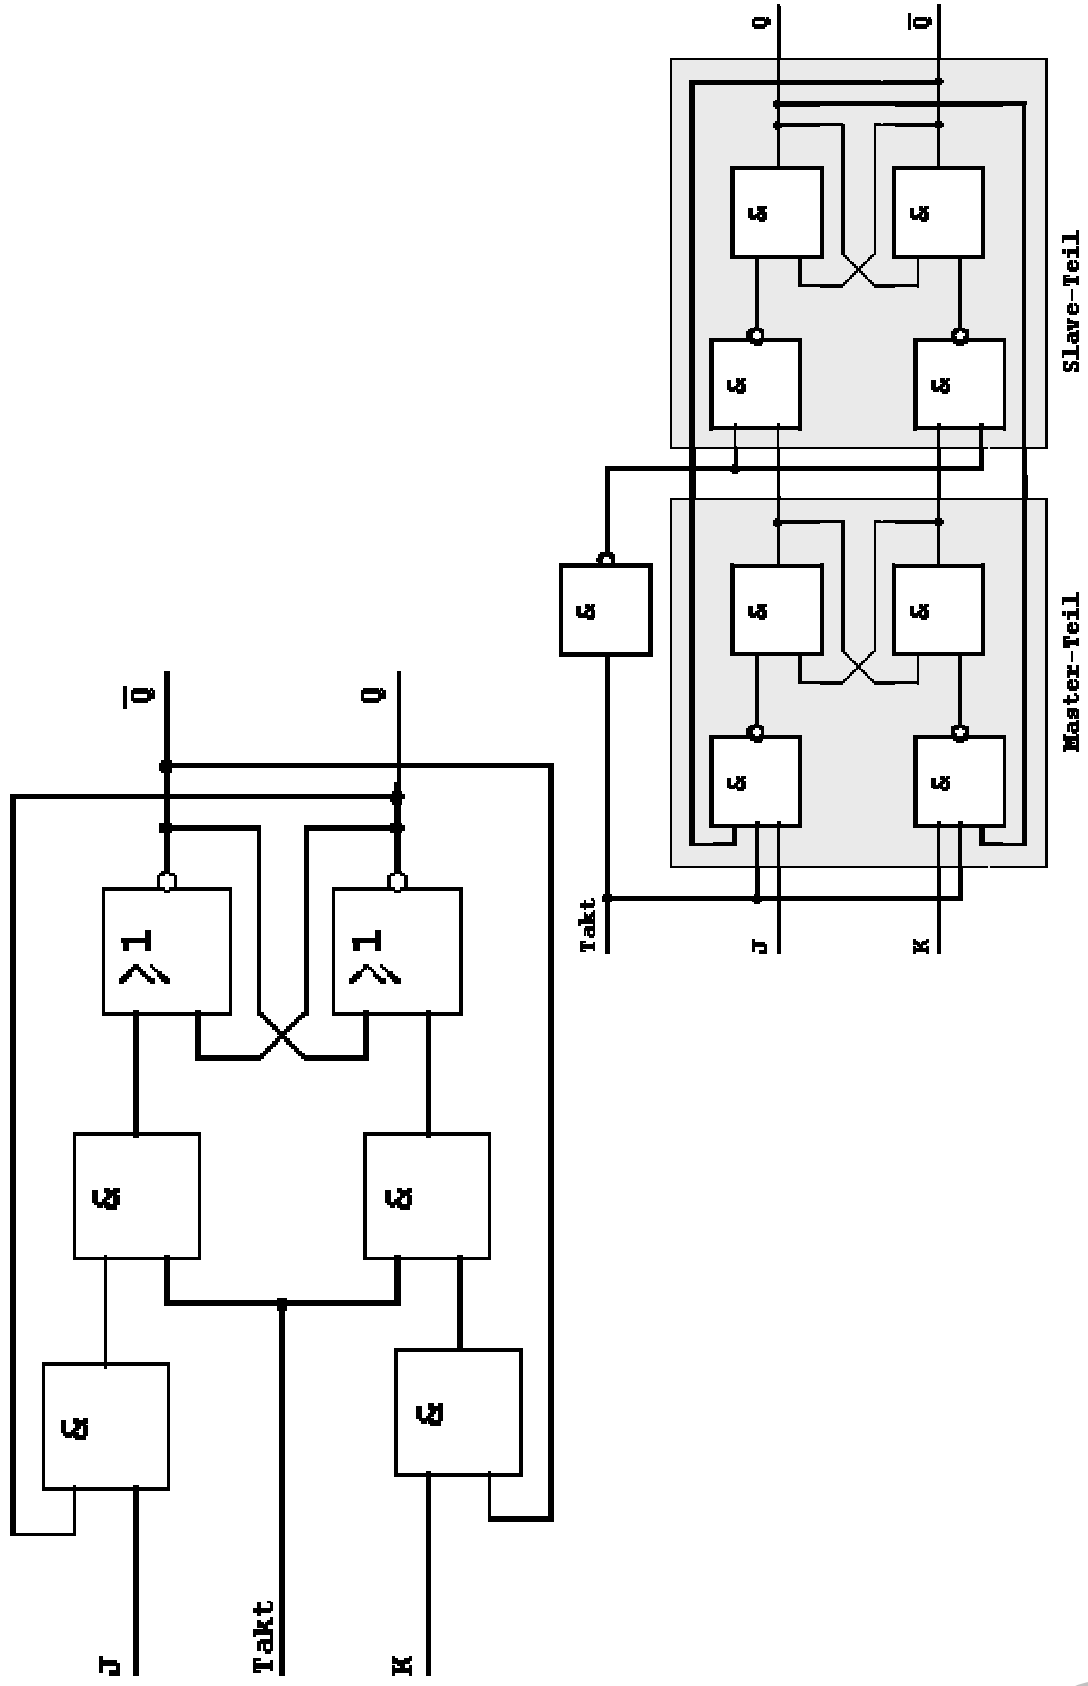 J & & ≥1 Q̅
Takt
K & & ≥1 Q
Takt &
J & & & & Q
K & & & & Q̅
Master-Teil Slave-Teil